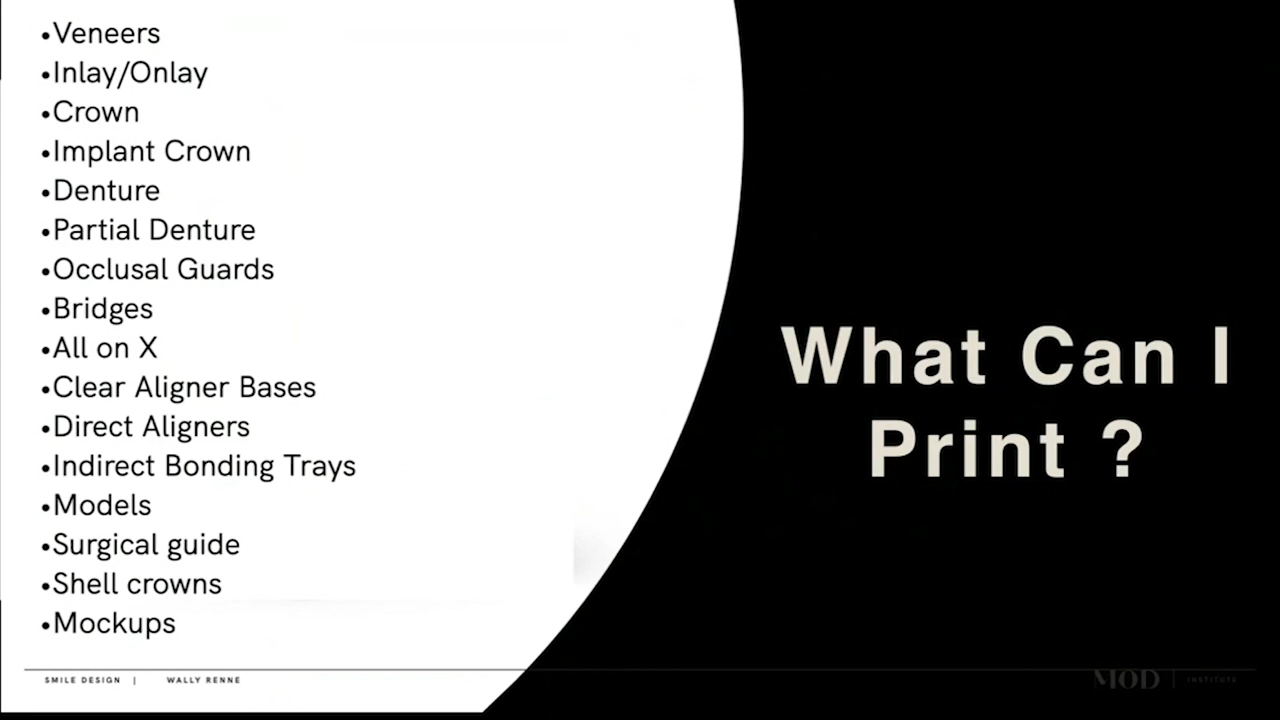 •Veneers
•Inlay/Onlay
•Crown
•Implant Crown
•Denture
•Partial Denture
•Occlusal Guards
•Bridges
•All on X
•Clear Aligner Bases
•Direct Aligners
•Indirect Bonding Trays
•Models
•Surgical guide
•Shell crowns
•Mockups
What Can I
Print ?
SMILE DESIGN | WALLY RENNE
MOD | INSTITUTE